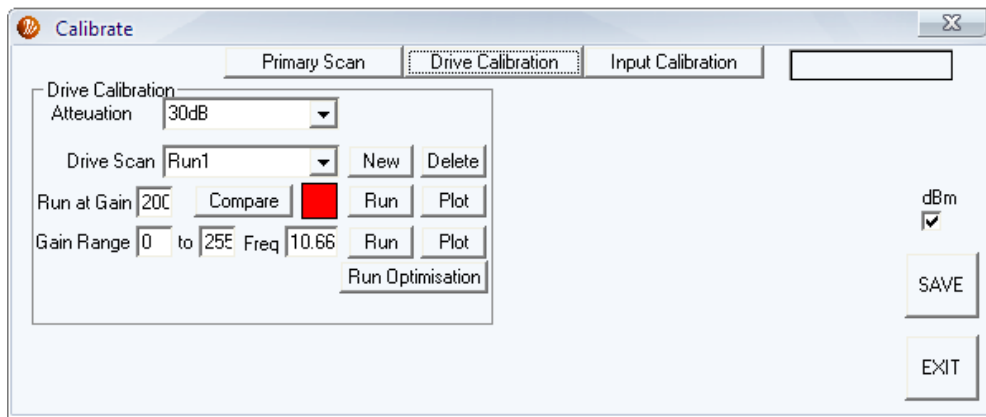 Calibrate
Primary Scan Drive Calibration Input Calibration
Drive Calibration
Atteuation 30dB
Drive Scan Run1 New Delete
Run at Gain 200 Compare Run Plot
dBm
Gain Range 0 to 255 Freq 10.66 Run Plot
Run Optimisation
SAVE
EXIT